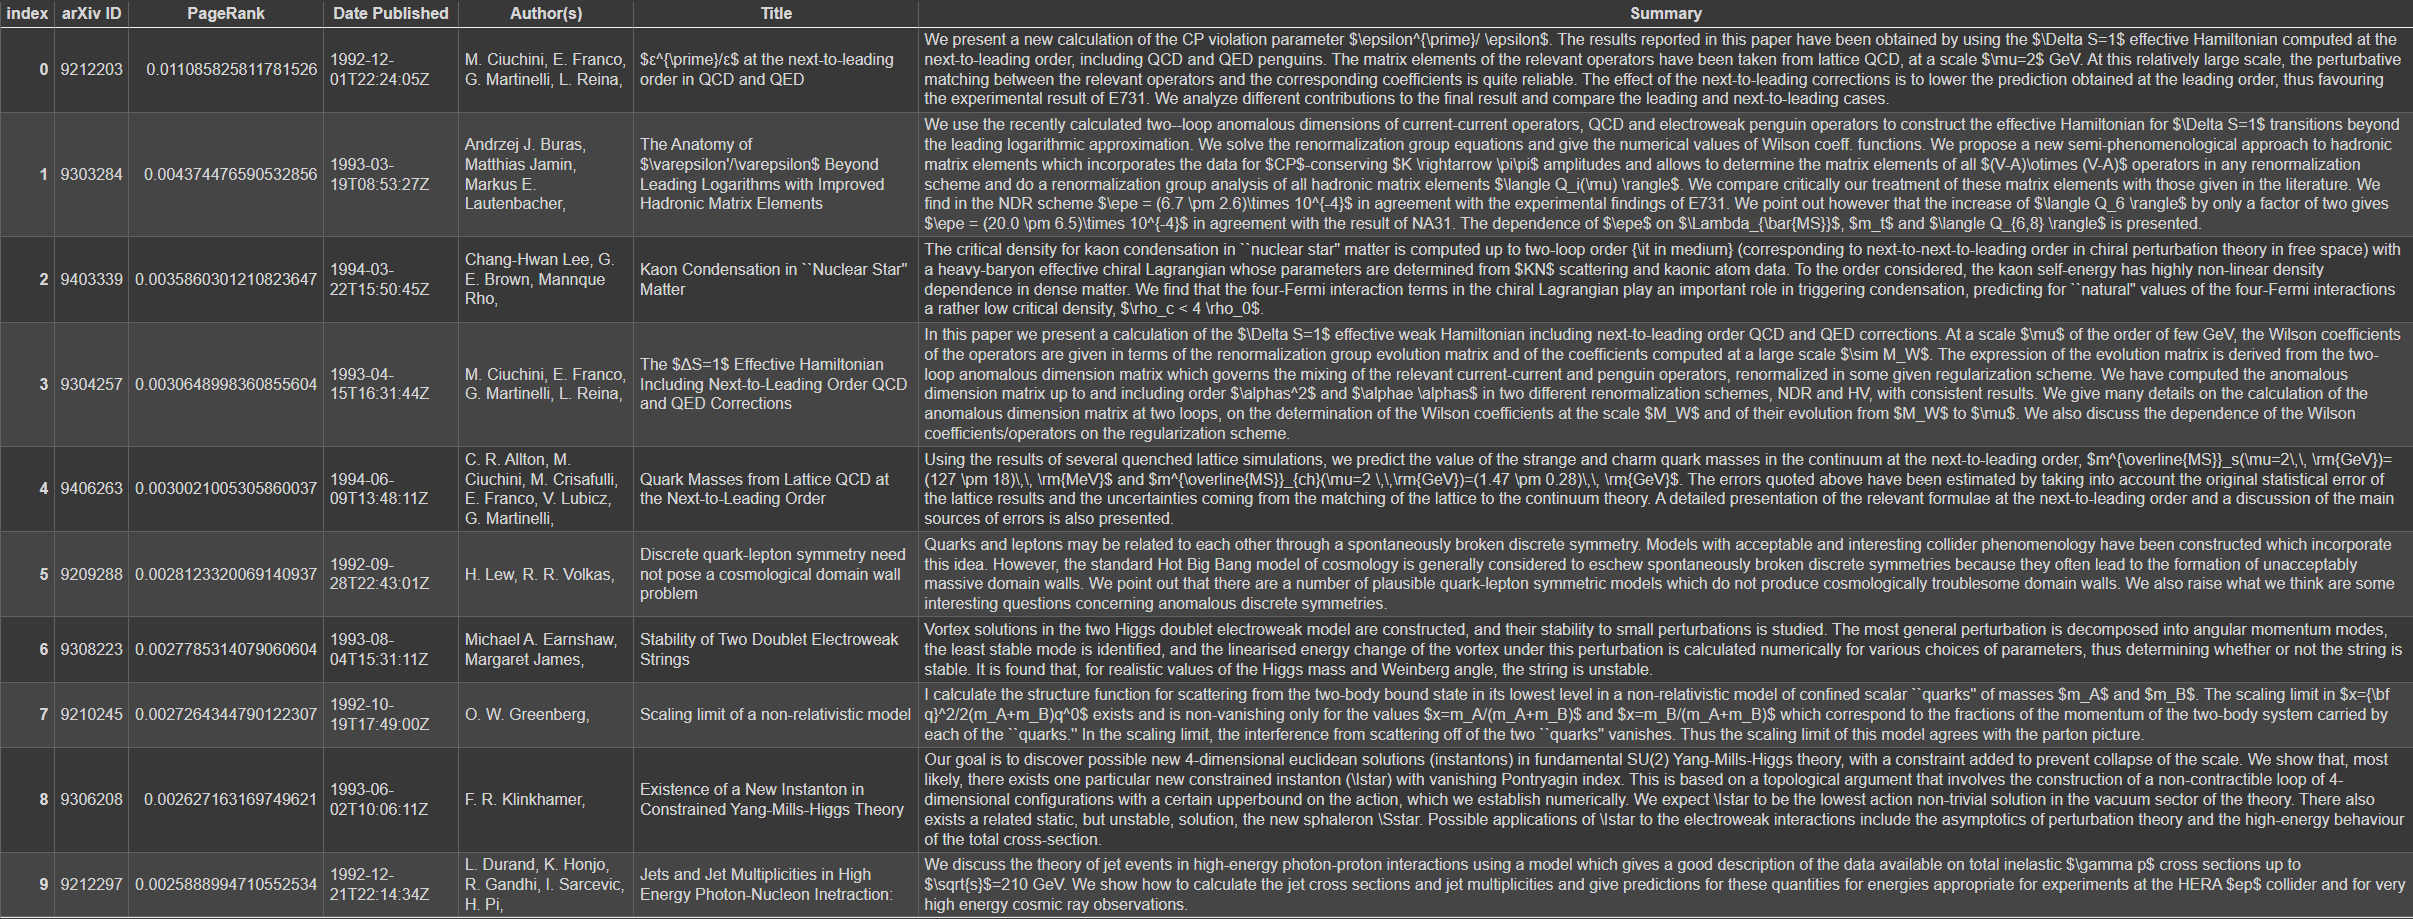 index arXiv ID PageRank Date Published Author(s) Title Summary
0 9212203 0.011085825811781526
1992-12-
01T22:24:05Z
M. Ciuchini, E. Franco,
G. Martinelli, L. Reina,
$ε^{\prime}/ε$ at the next-to-leading
order in QCD and QED
We present a new calculation of the CP violation parameter $\epsilon^{\prime}/ \epsilon$. The results reported in this paper have been obtained by using the $\Delta S=1$ effective Hamiltonian computed at the
next-to-leading order, including QCD and QED penguins. The matrix elements of the relevant operators have been taken from lattice QCD, at a scale $\mu=2$ GeV. At this relatively large scale, the perturbative
matching between the relevant operators and the corresponding coefficients is quite reliable. The effect of the next-to-leading corrections is to lower the prediction obtained at the leading order, thus favouring
the experimental result of E731. We analyze different contributions to the final result and compare the leading and next-to-leading cases.
1 9303284 0.004374476590532856
1993-03-
19T08:53:27Z
Andrzej J. Buras,
Matthias Jamin,
Markus E.
Lautenbacher,
The Anatomy of
$\varepsilon'/\varepsilon$ Beyond
Leading Logarithms with Improved
Hadronic Matrix Elements
We use the recently calculated two--loop anomalous dimensions of current-current operators, QCD and electroweak penguin operators to construct the effective Hamiltonian for $\Delta S=1$ transitions beyond
the leading logarithmic approximation. We solve the renormalization group equations and give the numerical values of Wilson coeff. functions. We propose a new semi-phenomenological approach to hadronic
matrix elements which incorporates the data for $CP$-conserving $K \rightarrow \pi\pi$ amplitudes and allows to determine the matrix elements of all $(V-A)\otimes (V-A)$ operators in any renormalization
scheme and do a renormalization group analysis of all hadronic matrix elements $\langle Q_i(\mu) \rangle$. We compare critically our treatment of these matrix elements with those given in the literature. We
find in the NDR scheme $\epe = (6.7 \pm 2.6)\times 10^{-4}$ in agreement with the experimental findings of E731. We point out however that the increase of $\langle Q_6 \rangle$ by only a factor of two gives
$\epe = (20.0 \pm 6.5)\times 10^{-4}$ in agreement with the result of NA31. The dependence of $\epe$ on $\Lambda_{\bar{MS}}$, $m_t$ and $\langle Q_{6,8} \rangle$ is presented.
2 9403339 0.0035860301210823647
1994-03-
22T15:50:45Z
Chang-Hwan Lee, G.
E. Brown, Mannque
Rho,
Kaon Condensation in ``Nuclear Star''
Matter
The critical density for kaon condensation in ``nuclear star'' matter is computed up to two-loop order {\it in medium} (corresponding to next-to-next-to-leading order in chiral perturbation theory in free space) with
a heavy-baryon effective chiral Lagrangian whose parameters are determined from $KN$ scattering and kaonic atom data. To the order considered, the kaon self-energy has highly non-linear density
dependence in dense matter. We find that the four-Fermi interaction terms in the chiral Lagrangian play an important role in triggering condensation, predicting for ``natural'' values of the four-Fermi interactions
a rather low critical density, $\rho_c < 4 \rho_0$.
3 9304257 0.0030648998360855604
1993-04-
15T16:31:44Z
M. Ciuchini, E. Franco,
G. Martinelli, L. Reina,
The $ΔS=1$ Effective Hamiltonian
Including Next-to-Leading Order QCD
and QED Corrections
In this paper we present a calculation of the $\Delta S=1$ effective weak Hamiltonian including next-to-leading order QCD and QED corrections. At a scale $\mu$ of the order of few GeV, the Wilson coefficients
of the operators are given in terms of the renormalization group evolution matrix and of the coefficients computed at a large scale $\sim M_W$. The expression of the evolution matrix is derived from the two-
loop anomalous dimension matrix which governs the mixing of the relevant current-current and penguin operators, renormalized in some given regularization scheme. We have computed the anomalous
dimension matrix up to and including order $\alphas^2$ and $\alphae \alphas$ in two different renormalization schemes, NDR and HV, with consistent results. We give many details on the calculation of the
anomalous dimension matrix at two loops, on the determination of the Wilson coefficients at the scale $M_W$ and of their evolution from $M_W$ to $\mu$. We also discuss the dependence of the Wilson
coefficients/operators on the regularization scheme.
4 9406263 0.0030021005305860037
1994-06-
09T13:48:11Z
C. R. Allton, M.
Ciuchini, M. Crisafulli,
E. Franco, V. Lubicz,
G. Martinelli,
Quark Masses from Lattice QCD at
the Next-to-Leading Order
Using the results of several quenched lattice simulations, we predict the value of the strange and charm quark masses in the continuum at the next-to-leading order, $m^{\overline{MS}}_s(\mu=2\,\, \rm{GeV})=
(127 \pm 18)\,\, \rm{MeV}$ and $m^{\overline{MS}}_{ch}(\mu=2 \,\,\rm{GeV})=(1.47 \pm 0.28)\,\, \rm{GeV}$. The errors quoted above have been estimated by taking into account the original statistical error of
the lattice results and the uncertainties coming from the matching of the lattice to the continuum theory. A detailed presentation of the relevant formulae at the next-to-leading order and a discussion of the main
sources of errors is also presented.
5 9209288 0.0028123320069140937
1992-09-
28T22:43:01Z
H. Lew, R. R. Volkas,
Discrete quark-lepton symmetry need
not pose a cosmological domain wall
problem
Quarks and leptons may be related to each other through a spontaneously broken discrete symmetry. Models with acceptable and interesting collider phenomenology have been constructed which incorporate
this idea. However, the standard Hot Big Bang model of cosmology is generally considered to eschew spontaneously broken discrete symmetries because they often lead to the formation of unacceptably
massive domain walls. We point out that there are a number of plausible quark-lepton symmetric models which do not produce cosmologically troublesome domain walls. We also raise what we think are some
interesting questions concerning anomalous discrete symmetries.
6 9308223 0.0027785314079060604
1993-08-
04T15:31:11Z
Michael A. Earnshaw,
Margaret James,
Stability of Two Doublet Electroweak
Strings
Vortex solutions in the two Higgs doublet electroweak model are constructed, and their stability to small perturbations is studied. The most general perturbation is decomposed into angular momentum modes,
the least stable mode is identified, and the linearised energy change of the vortex under this perturbation is calculated numerically for various choices of parameters, thus determining whether or not the string is
stable. It is found that, for realistic values of the Higgs mass and Weinberg angle, the string is unstable.
7 9210245 0.0027264344790122307
1992-10-
19T17:49:00Z
O. W. Greenberg,
Scaling limit of a non-relativistic model
I calculate the structure function for scattering from the two-body bound state in its lowest level in a non-relativistic model of confined scalar ``quarks'' of masses $m_A$ and $m_B$. The scaling limit in $x={\bf
q}^2/2(m_A+m_B)q^0$ exists and is non-vanishing only for the values $x=m_A/(m_A+m_B)$ and $x=m_B/(m_A+m_B)$ which correspond to the fractions of the momentum of the two-body system carried by
each of the ``quarks.'' In the scaling limit, the interference from scattering off of the two ``quarks'' vanishes. Thus the scaling limit of this model agrees with the parton picture.
8 9306208 0.002627163169749621
1993-06-
02T10:06:11Z
F. R. Klinkhamer,
Existence of a New Instanton in
Constrained Yang-Mills-Higgs Theory
Our goal is to discover possible new 4-dimensional euclidean solutions (instantons) in fundamental SU(2) Yang-Mills-Higgs theory, with a constraint added to prevent collapse of the scale. We show that, most
likely, there exists one particular new constrained instanton (\Istar) with vanishing Pontryagin index. This is based on a topological argument that involves the construction of a non-contractible loop of 4-
dimensional configurations with a certain upperbound on the action, which we establish numerically. We expect \Istar to be the lowest action non-trivial solution in the vacuum sector of the theory. There also
exists a related static, but unstable, solution, the new sphaleron \Sstar. Possible applications of \Istar to the electroweak interactions include the asymptotics of perturbation theory and the high-energy behaviour
of the total cross-section.
9 9212297 0.0025888994710552534
1992-12-
21T22:14:34Z
L. Durand, K. Honjo,
R. Gandhi, I. Sarcevic,
H. Pi,
Jets and Jet Multiplicities in High
Energy Photon-Nucleon Inetraction:
We discuss the theory of jet events in high-energy photon-proton interactions using a model which gives a good description of the data available on total inelastic $\gamma p$ cross sections up to
$\sqrt{s}$=210 GeV. We show how to calculate the jet cross sections and jet multiplicities and give predictions for these quantities for energies appropriate for experiments at the HERA $ep$ collider and for very
high energy cosmic ray observations.